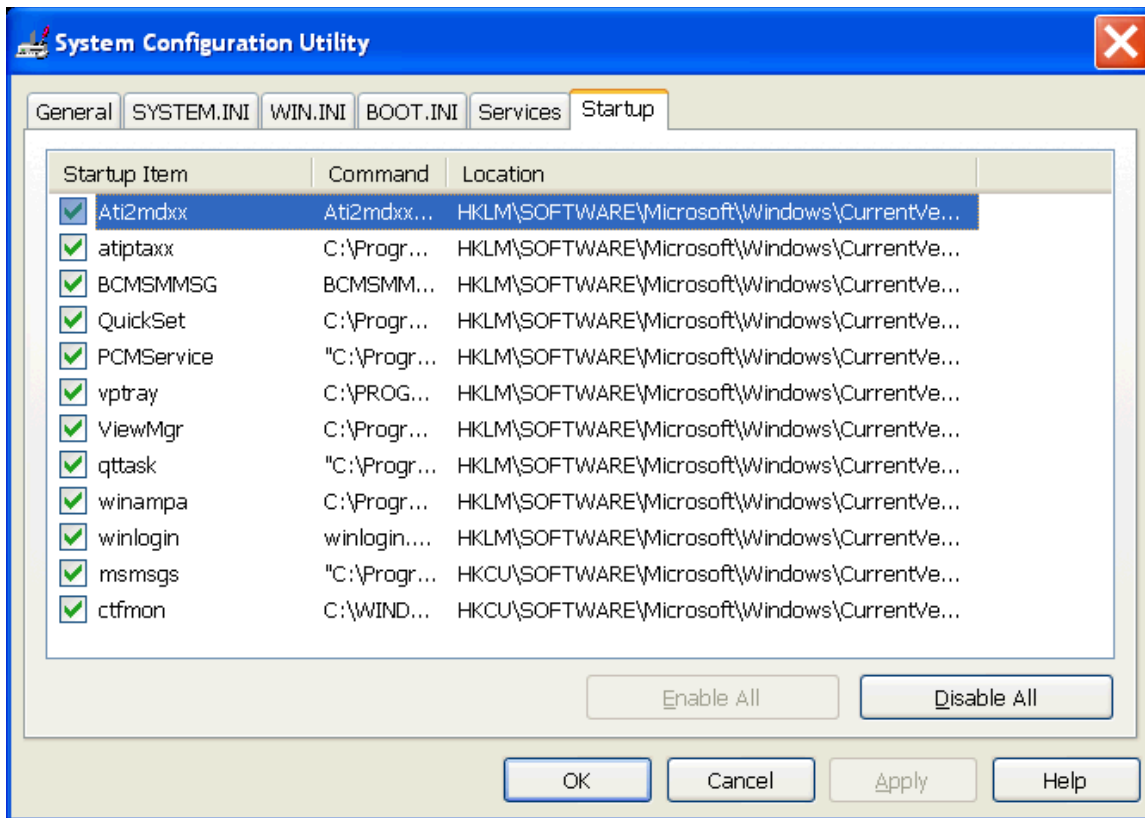 System Configuration Utility
General SYSTEM.INI WIN.INI BOOT.INI Services Startup
Startup Item Command Location
Ati2mdxx Ati2mdxx... HKLM\SOFTWARE\Microsoft\Windows\CurrentVe...
atiptaxx C:\Progr... HKLM\SOFTWARE\Microsoft\Windows\CurrentVe...
BCMSMMSG BCMSMM... HKLM\SOFTWARE\Microsoft\Windows\CurrentVe...
QuickSet C:\Progr... HKLM\SOFTWARE\Microsoft\Windows\CurrentVe...
PCMService "C:\Progr... HKLM\SOFTWARE\Microsoft\Windows\CurrentVe...
vptray C:\PROG... HKLM\SOFTWARE\Microsoft\Windows\CurrentVe...
ViewMgr C:\Progr... HKLM\SOFTWARE\Microsoft\Windows\CurrentVe...
qttask "C:\Progr... HKLM\SOFTWARE\Microsoft\Windows\CurrentVe...
winampa C:\Progr... HKLM\SOFTWARE\Microsoft\Windows\CurrentVe...
winlogin winlogin.... HKLM\SOFTWARE\Microsoft\Windows\CurrentVe...
msmsgs "C:\Progr... HKCU\SOFTWARE\Microsoft\Windows\CurrentVe...
ctfmon C:\WIND... HKCU\SOFTWARE\Microsoft\Windows\CurrentVe...
Enable All Disable All
OK Cancel Apply Help